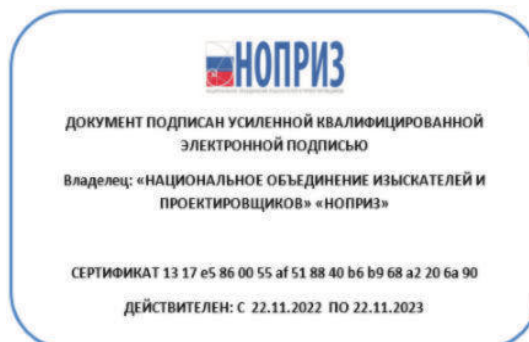 НОПРИЗ
ДОКУМЕНТ ПОДПИСАН УСИЛЕННОЙ КВАЛИФИЦИРОВАННОЙ
ЭЛЕКТРОННОЙ ПОДПИСЬЮ
Владелец: «НАЦИОНАЛЬНОЕ ОБЪЕДИНЕНИЕ ИЗЫСКАТЕЛЕЙ И
ПРОЕКТИРОВЩИКОВ» «НОПРИЗ»
СЕРТИФИКАТ 13 17 e5 86 00 55 af 51 88 40 b6 b9 68 a2 20 6a 90
ДЕЙСТВИТЕЛЕН: С 22.11.2022 ПО 22.11.2023